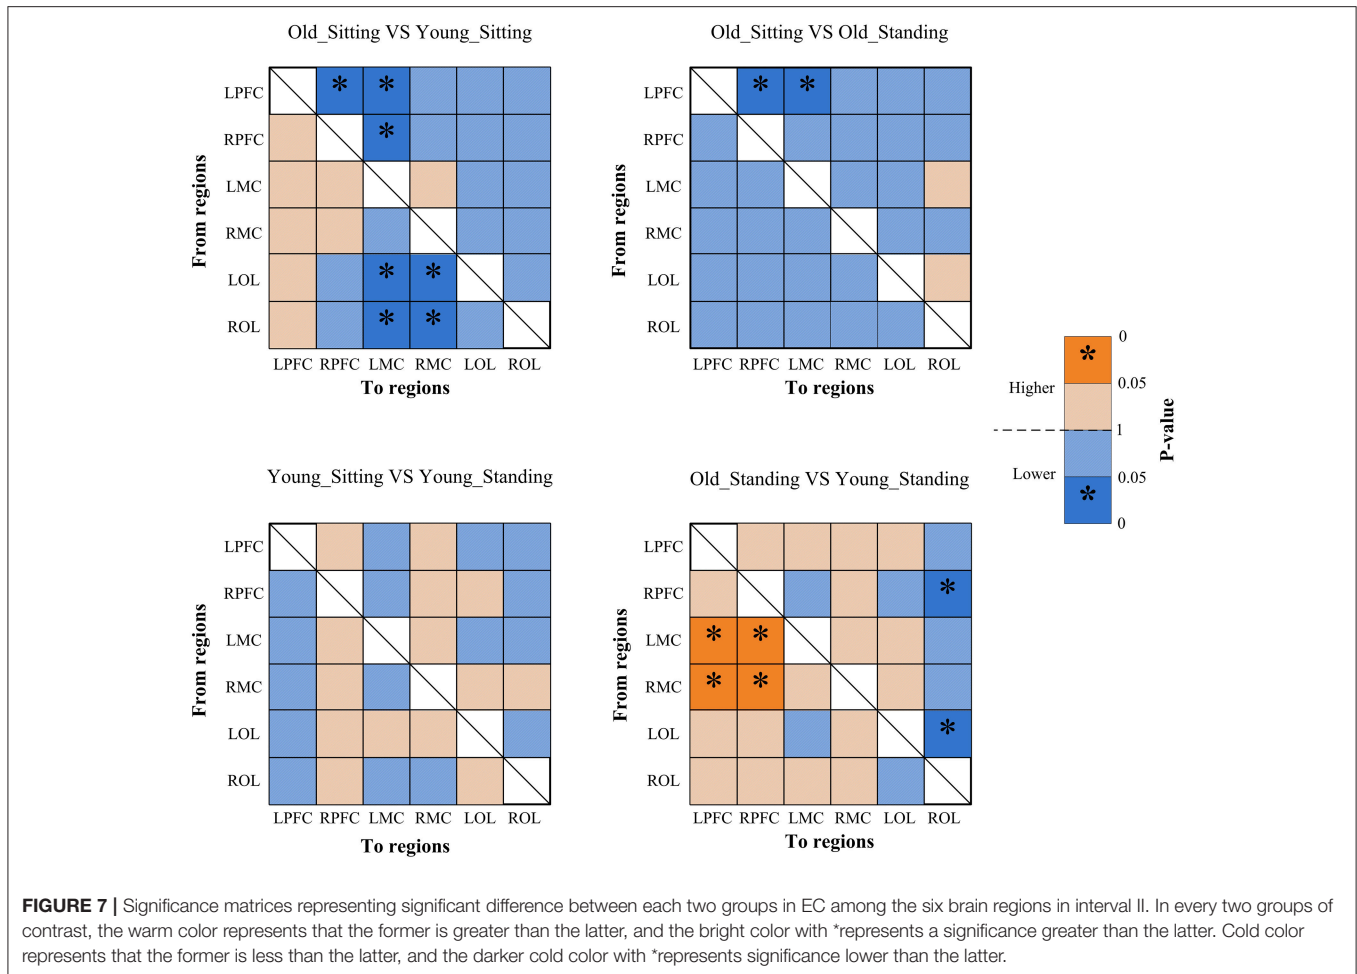 Old_Sitting VS Young_Sitting
LPFC * *
RPFC *
LMC
RMC
LOL * *
ROL * *
From regions
LPFC RPFC LMC RMC LOL ROL
To regions
Old_Sitting VS Old_Standing
LPFC * *
RPFC
LMC
RMC
LOL
ROL
From regions
LPFC RPFC LMC RMC LOL ROL
To regions
0
*
0.05
Higher
1
Lower
0.05
*
0
P-value
Young_Sitting VS Young_Standing
LPFC
RPFC
LMC
RMC
LOL
ROL
From regions
LPFC RPFC LMC RMC LOL ROL
To regions
Old_Standing VS Young_Standing
LPFC
RPFC *
LMC * *
RMC * *
LOL *
ROL
From regions
LPFC RPFC LMC RMC LOL ROL
To regions
FIGURE 7 | Significance matrices representing significant difference between each two groups in EC among the six brain regions in interval II. In every two groups of
contrast, the warm color represents that the former is greater than the latter, and the bright color with *represents a significance greater than the latter. Cold color
represents that the former is less than the latter, and the darker cold color with *represents significance lower than the latter.